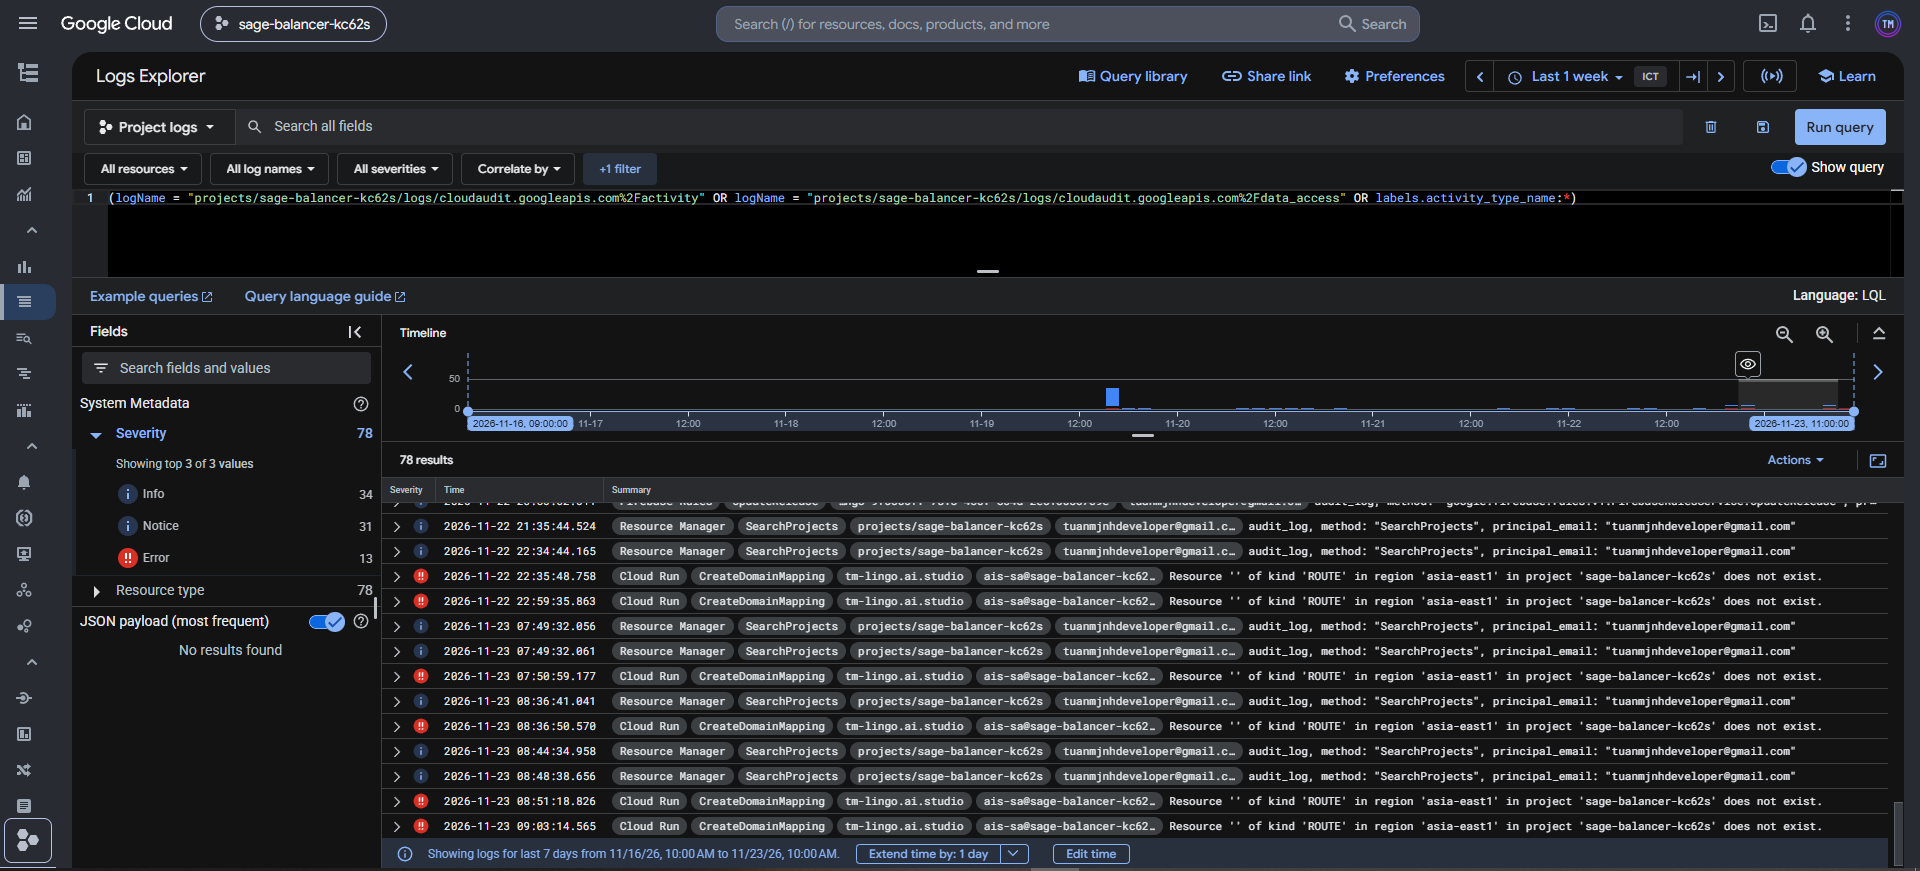 Google Cloud
sage-balancer-kc62s
Search (/) for resources, docs, products, and more
Search
TM
Logs Explorer
Query library
Share link
Preferences
Last 1 week
ICT
Learn
Project logs
Search all fields
Run query
All resources
All log names
All severities
Correlate by
+1 filter
Show query
1 (logName = "projects/sage-balancer-kc62s/logs/cloudaudit.googleapis.com%2Factivity" OR logName = "projects/sage-balancer-kc62s/logs/cloudaudit.googleapis.com%2Fdata_access" OR labels.activity_type_name:*)
Example queries
Query language guide
Language: LQL
Fields
Search fields and values
System Metadata
Severity 78
Showing top 3 of 3 values
Info 34
Notice 31
Error 13
Resource type 78
JSON payload (most frequent)
No results found
Timeline
50
0
2026-11-16, 09:00:00 11-17 12:00 11-18 12:00 11-19 12:00 11-20 12:00 11-21 12:00 11-22 12:00 2026-11-23, 11:00:00
78 results
Actions
Severity Time Summary
2026-11-22 21:35:44.524 Resource Manager SearchProjects projects/sage-balancer-kc62s tuanmjnhdeveloper@gmail.c… audit_log, method: "SearchProjects", principal_email: "tuanmjnhdeveloper@gmail.com"
2026-11-22 22:34:44.165 Resource Manager SearchProjects projects/sage-balancer-kc62s tuanmjnhdeveloper@gmail.c… audit_log, method: "SearchProjects", principal_email: "tuanmjnhdeveloper@gmail.com"
2026-11-22 22:35:48.758 Cloud Run CreateDomainMapping tm-lingo.ai.studio ais-sa@sage-balancer-kc62… Resource '' of kind 'ROUTE' in region 'asia-east1' in project 'sage-balancer-kc62s' does not exist.
2026-11-22 22:59:35.863 Cloud Run CreateDomainMapping tm-lingo.ai.studio ais-sa@sage-balancer-kc62… Resource '' of kind 'ROUTE' in region 'asia-east1' in project 'sage-balancer-kc62s' does not exist.
2026-11-23 07:49:32.056 Resource Manager SearchProjects projects/sage-balancer-kc62s tuanmjnhdeveloper@gmail.c… audit_log, method: "SearchProjects", principal_email: "tuanmjnhdeveloper@gmail.com"
2026-11-23 07:49:32.061 Resource Manager SearchProjects projects/sage-balancer-kc62s tuanmjnhdeveloper@gmail.c… audit_log, method: "SearchProjects", principal_email: "tuanmjnhdeveloper@gmail.com"
2026-11-23 07:50:59.177 Cloud Run CreateDomainMapping tm-lingo.ai.studio ais-sa@sage-balancer-kc62… Resource '' of kind 'ROUTE' in region 'asia-east1' in project 'sage-balancer-kc62s' does not exist.
2026-11-23 08:36:41.041 Resource Manager SearchProjects projects/sage-balancer-kc62s tuanmjnhdeveloper@gmail.c… audit_log, method: "SearchProjects", principal_email: "tuanmjnhdeveloper@gmail.com"
2026-11-23 08:36:50.570 Cloud Run CreateDomainMapping tm-lingo.ai.studio ais-sa@sage-balancer-kc62… Resource '' of kind 'ROUTE' in region 'asia-east1' in project 'sage-balancer-kc62s' does not exist.
2026-11-23 08:44:34.958 Resource Manager SearchProjects projects/sage-balancer-kc62s tuanmjnhdeveloper@gmail.c… audit_log, method: "SearchProjects", principal_email: "tuanmjnhdeveloper@gmail.com"
2026-11-23 08:48:38.656 Resource Manager SearchProjects projects/sage-balancer-kc62s tuanmjnhdeveloper@gmail.c… audit_log, method: "SearchProjects", principal_email: "tuanmjnhdeveloper@gmail.com"
2026-11-23 08:51:18.826 Cloud Run CreateDomainMapping tm-lingo.ai.studio ais-sa@sage-balancer-kc62… Resource '' of kind 'ROUTE' in region 'asia-east1' in project 'sage-balancer-kc62s' does not exist.
2026-11-23 09:03:14.565 Cloud Run CreateDomainMapping tm-lingo.ai.studio ais-sa@sage-balancer-kc62… Resource '' of kind 'ROUTE' in region 'asia-east1' in project 'sage-balancer-kc62s' does not exist.
Showing logs for last 7 days from 11/16/26, 10:00 AM to 11/23/26, 10:00 AM.
Extend time by: 1 day
Edit time